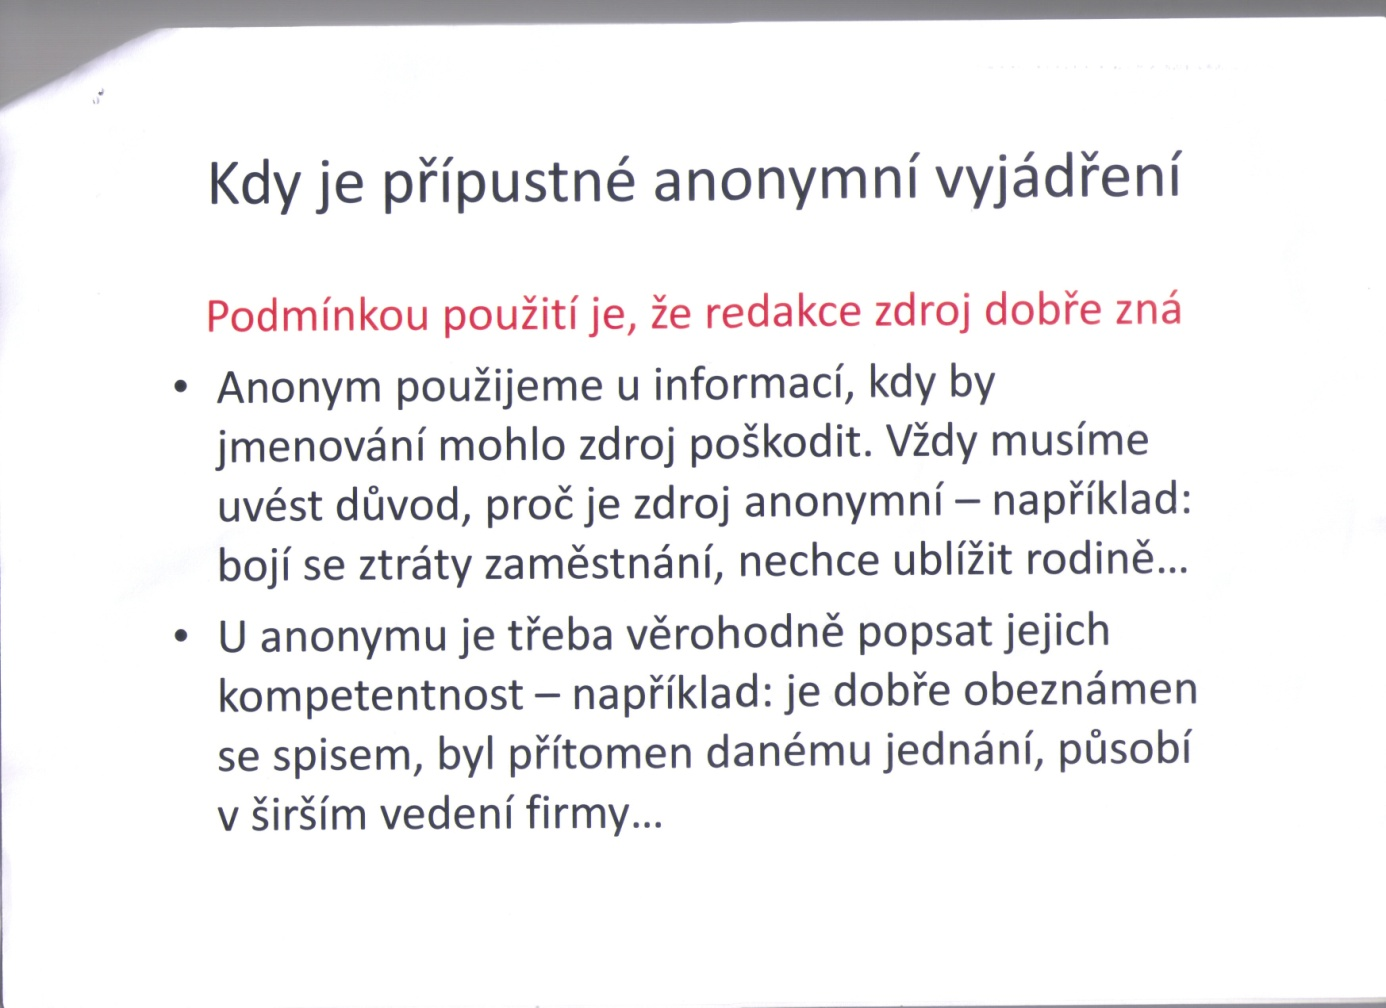 Kdy je přípustné anonymní vyjádření
Podmínkou použití je, že redakce zdroj dobře zná
• Anonym použijeme u informací, kdy by
jmenování mohlo zdroj poškodit. Vždy musíme
uvést důvod, proč je zdroj anonymní – například:
bojí se ztráty zaměstnání, nechce ublížit rodině...
• U anonymu je třeba věrohodně popsat jejich
kompetentnost – například: je dobře obeznámen
se spisem, byl přítomen danému jednání, působí
v širším vedení firmy...